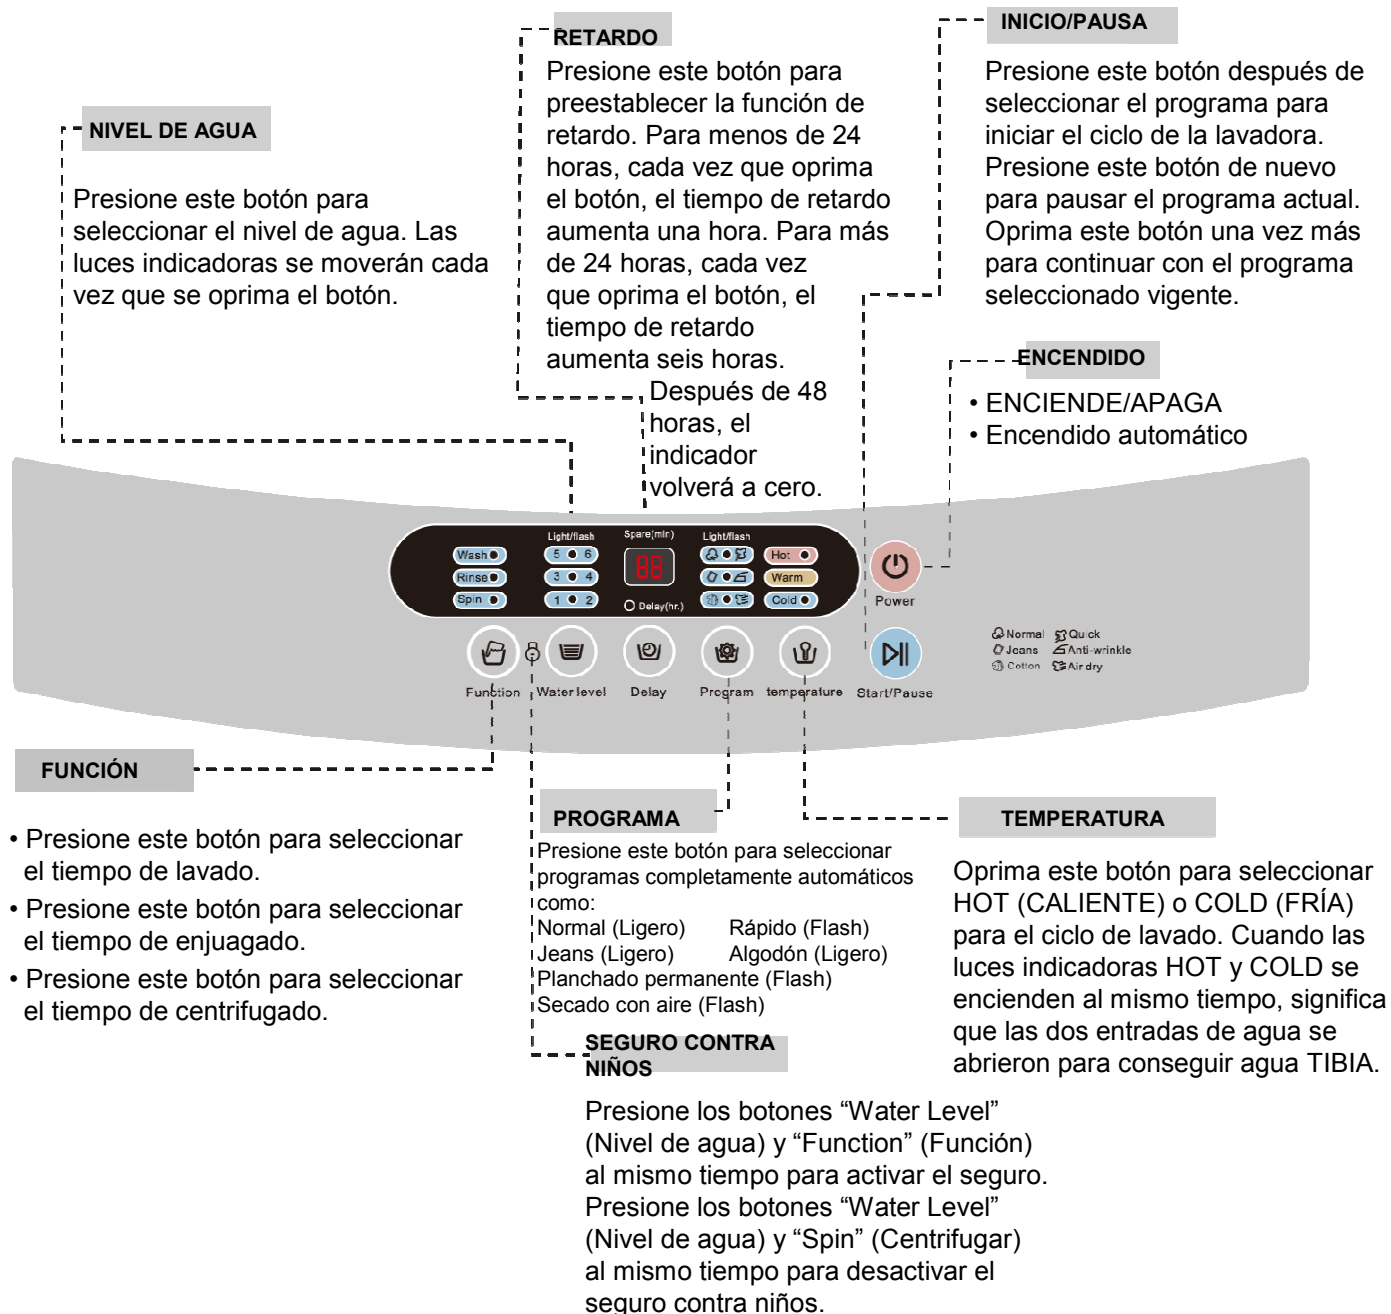 RETARDO
Presione este botón para
preestablecer la función de
retardo. Para menos de 24
horas, cada vez que oprima
el botón, el tiempo de retardo
aumenta una hora. Para más
de 24 horas, cada vez
que oprima el botón, el
tiempo de retardo
aumenta seis horas.
Después de 48
horas, el
indicador
volverá a cero.
INICIO/PAUSA
Presione este botón después de
seleccionar el programa para
iniciar el ciclo de la lavadora.
Presione este botón de nuevo
para pausar el programa actual.
Oprima este botón una vez más
para continuar con el programa
seleccionado vigente.
NIVEL DE AGUA
Presione este botón para
seleccionar el nivel de agua. Las
luces indicadoras se moverán cada
vez que se oprima el botón.
ENCENDIDO
• ENCIENDE/APAGA
• Encendido automático
Light/flash Spare(min) Light/flash
Wash 5 6 88 Hot
Rinse 3 4 Warm
Spin 1 2 Delay(hr.) Cold
Power
Function Water level Delay Program temperature Start/Pause
Normal Quick
Jeans Anti-wrinkle
Cotton Air dry
FUNCIÓN
• Presione este botón para seleccionar
el tiempo de lavado.
• Presione este botón para seleccionar
el tiempo de enjuagado.
• Presione este botón para seleccionar
el tiempo de centrifugado.
PROGRAMA
Presione este botón para seleccionar
programas completamente automáticos
como:
Normal (Ligero) Rápido (Flash)
Jeans (Ligero) Algodón (Ligero)
Planchado permanente (Flash)
Secado con aire (Flash)
TEMPERATURA
Oprima este botón para seleccionar
HOT (CALIENTE) o COLD (FRÍA)
para el ciclo de lavado. Cuando las
luces indicadoras HOT y COLD se
encienden al mismo tiempo, significa
que las dos entradas de agua se
abrieron para conseguir agua TIBIA.
SEGURO CONTRA
NIÑOS
Presione los botones “Water Level”
(Nivel de agua) y “Function” (Función)
al mismo tiempo para activar el seguro.
Presione los botones “Water Level”
(Nivel de agua) y “Spin” (Centrifugar)
al mismo tiempo para desactivar el
seguro contra niños.